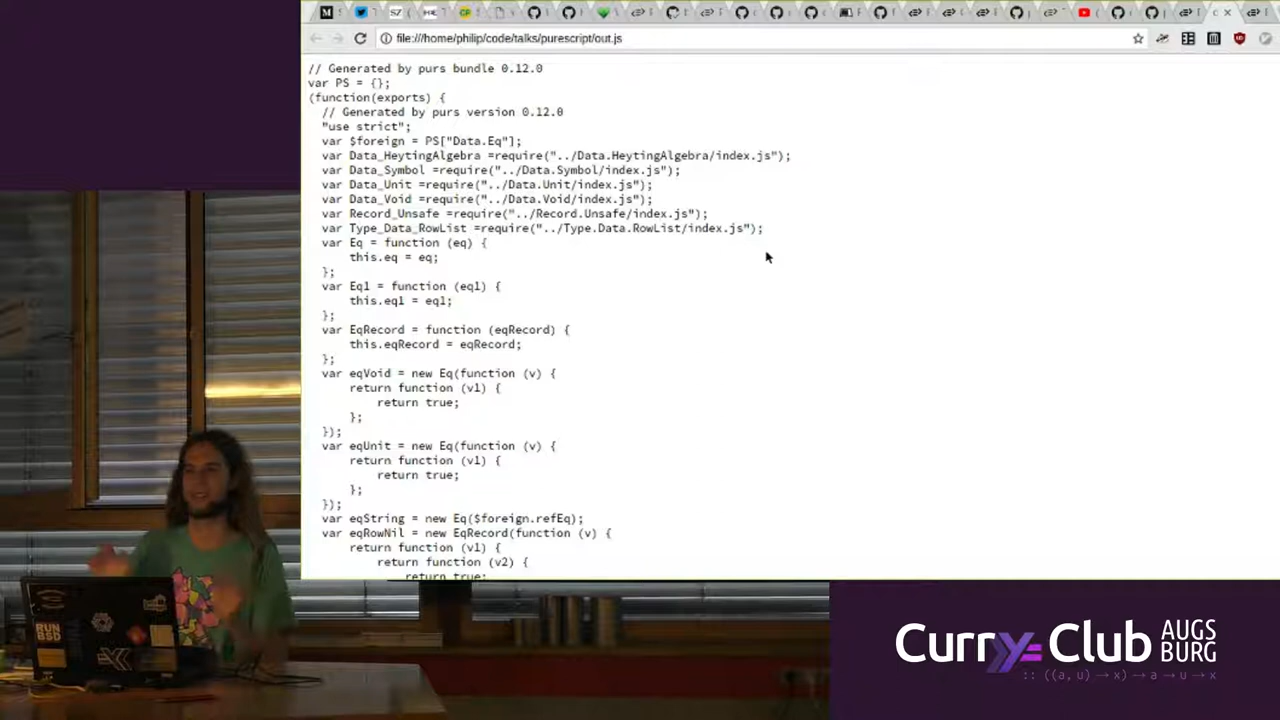 file:///home/philip/code/talks/purescript/out.js
// Generated by purs bundle 0.12.0
var PS = {};
(function(exports) {
// Generated by purs version 0.12.0
"use strict";
var $foreign = PS["Data.Eq"];
var Data_HeytingAlgebra =require("../Data.HeytingAlgebra/index.js");
var Data_Symbol =require("../Data.Symbol/index.js");
var Data_Unit =require("../Data.Unit/index.js");
var Data_Void =require("../Data.Void/index.js");
var Record_Unsafe =require("../Record.Unsafe/index.js");
var Type_Data_RowList =require("../Type.Data.RowList/index.js");
var Eq = function (eq) {
this.eq = eq;
};
var Eq1 = function (eq1) {
this.eq1 = eq1;
};
var EqRecord = function (eqRecord) {
this.eqRecord = eqRecord;
};
var eqVoid = new Eq(function (v) {
return function (v1) {
return true;
};
});
var eqUnit = new Eq(function (v) {
return function (v1) {
return true;
};
});
var eqString = new Eq($foreign.refEq);
var eqRowNil = new EqRecord(function (v) {
return function (v1) {
return function (v2) {
return true;
RUN
BSD
Curry Club
AUGS
BURG
:: ((a, u) → x) → a → u → x